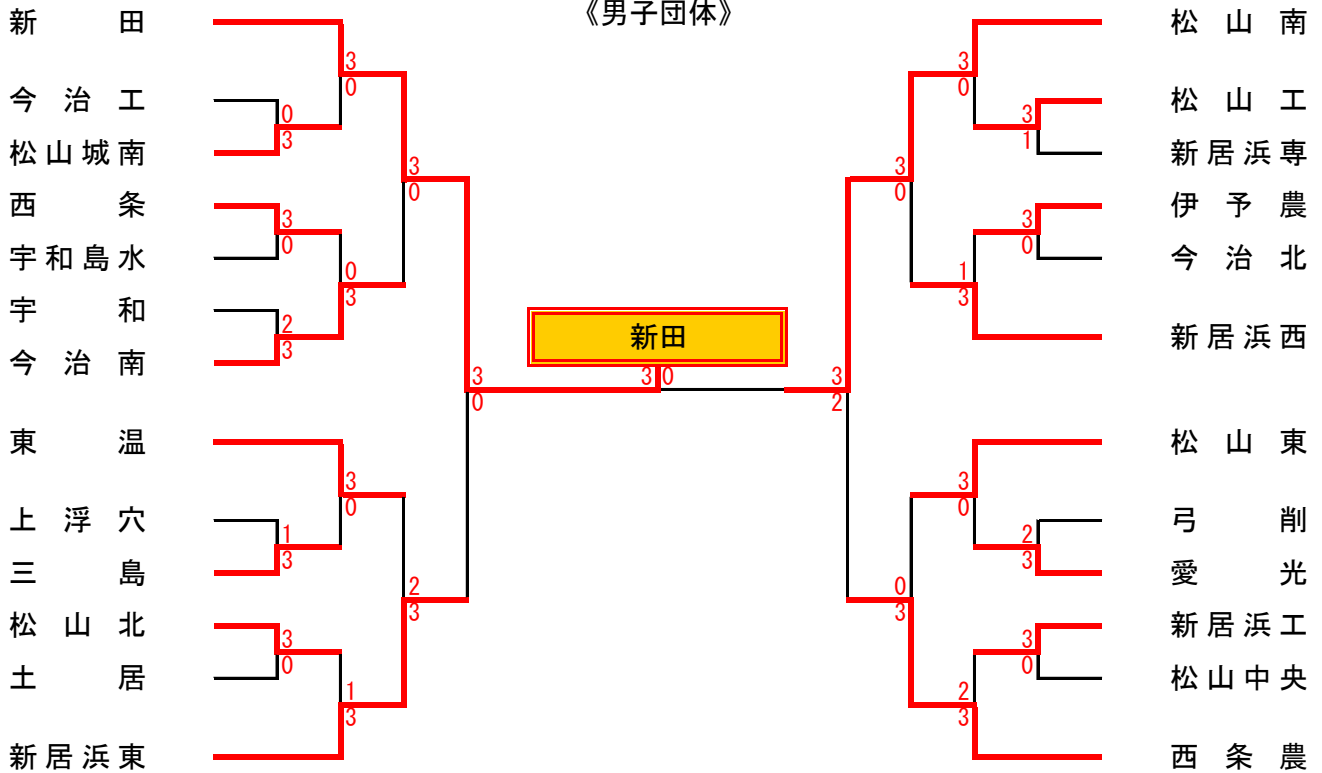 《男子団体》
新田 松山南
3 3
0 0
今治工 松山工
0 3
松山城南 新居浜専
3 1
3 3
0 0
西条 伊予農
3 3
宇和島水 今治北
0 0
0 1
3 3
宇和
2
新田
新居浜西
今治南
3
3 3 0 3
0 2
東温 松山東
3 3
0 0
上浮穴 弓削
1 2
三島 愛光
3 3
2 0
3 3
松山北 新居浜工
3 3
土居 松山中央
0 0
1 2
3 3
新居浜東 西条農